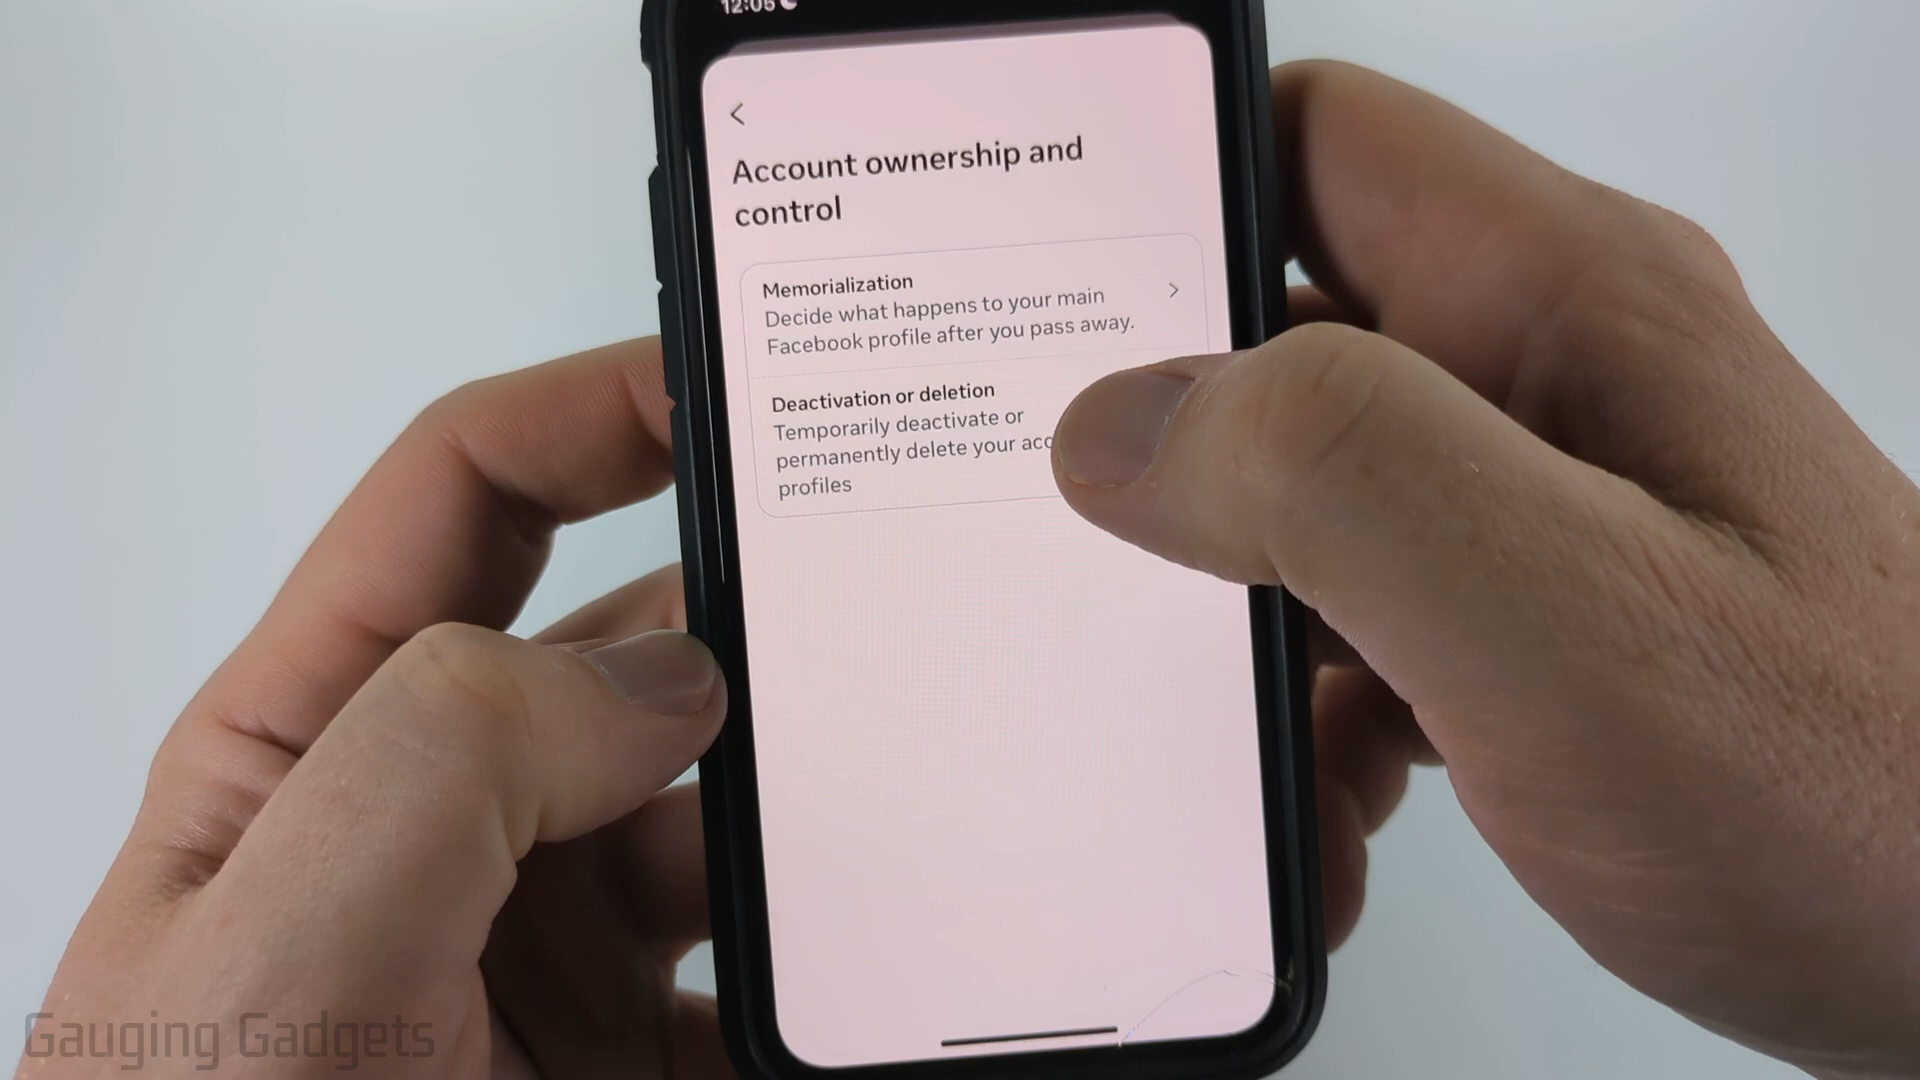 12:05
Account ownership and
control
Memorialization
Decide what happens to your main
Facebook profile after you pass away.
Deactivation or deletion
Temporarily deactivate or
permanently delete your
profiles
Gauging Gadgets